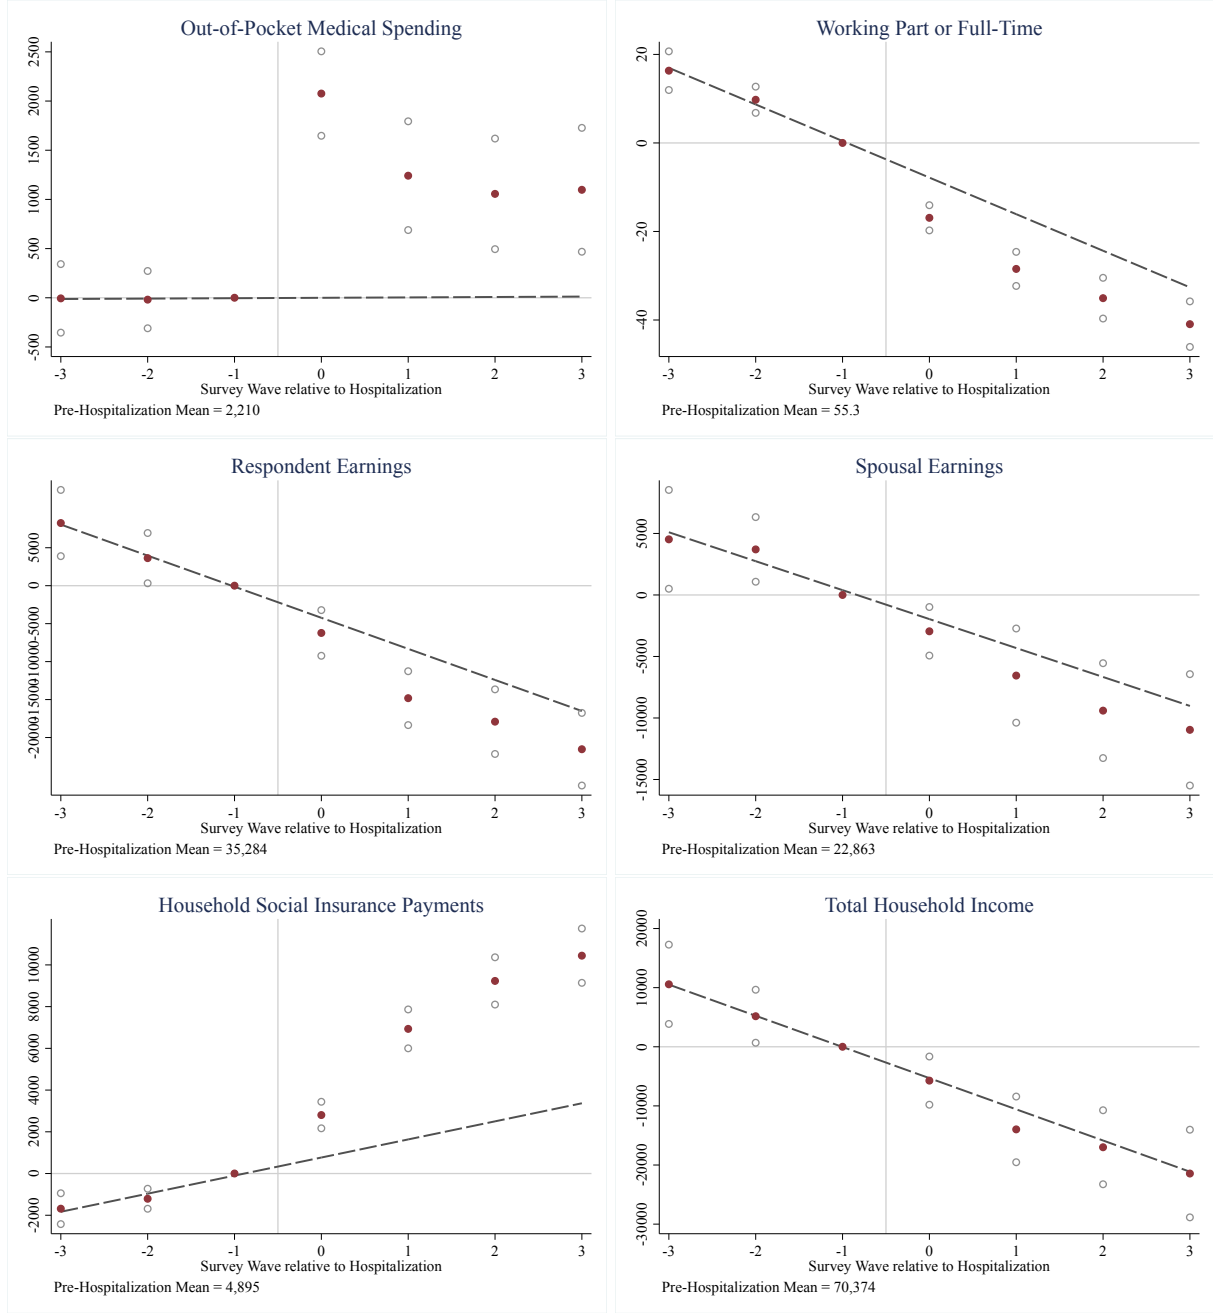 Out-of-Pocket Medical Spending
2500
2000
1500
1000
500
0
-500
-3 -2 -1 0 1 2 3
Survey Wave relative to Hospitalization
Pre-Hospitalization Mean = 2,210
Working Part or Full-Time
20
0
-20
-40
-3 -2 -1 0 1 2 3
Survey Wave relative to Hospitalization
Pre-Hospitalization Mean = 55.3
Respondent Earnings
5000
0
-5000
-10000
-15000
-20000
-3 -2 -1 0 1 2 3
Survey Wave relative to Hospitalization
Pre-Hospitalization Mean = 35,284
Spousal Earnings
5000
0
-5000
-10000
-15000
-3 -2 -1 0 1 2 3
Survey Wave relative to Hospitalization
Pre-Hospitalization Mean = 22,863
Household Social Insurance Payments
10000
8000
6000
4000
2000
0
-2000
-3 -2 -1 0 1 2 3
Survey Wave relative to Hospitalization
Pre-Hospitalization Mean = 4,895
Total Household Income
20000
10000
0
-10000
-20000
-30000
-3 -2 -1 0 1 2 3
Survey Wave relative to Hospitalization
Pre-Hospitalization Mean = 70,374